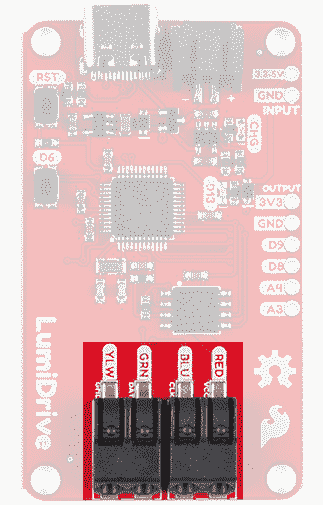 RST
3.3-6V
GND
INPUT
- +
CHG
D6
D13
OUTPUT
3V3
GND
D9
D8
A4
A3
LumiDrive
YLW
GRN
BLU
RED